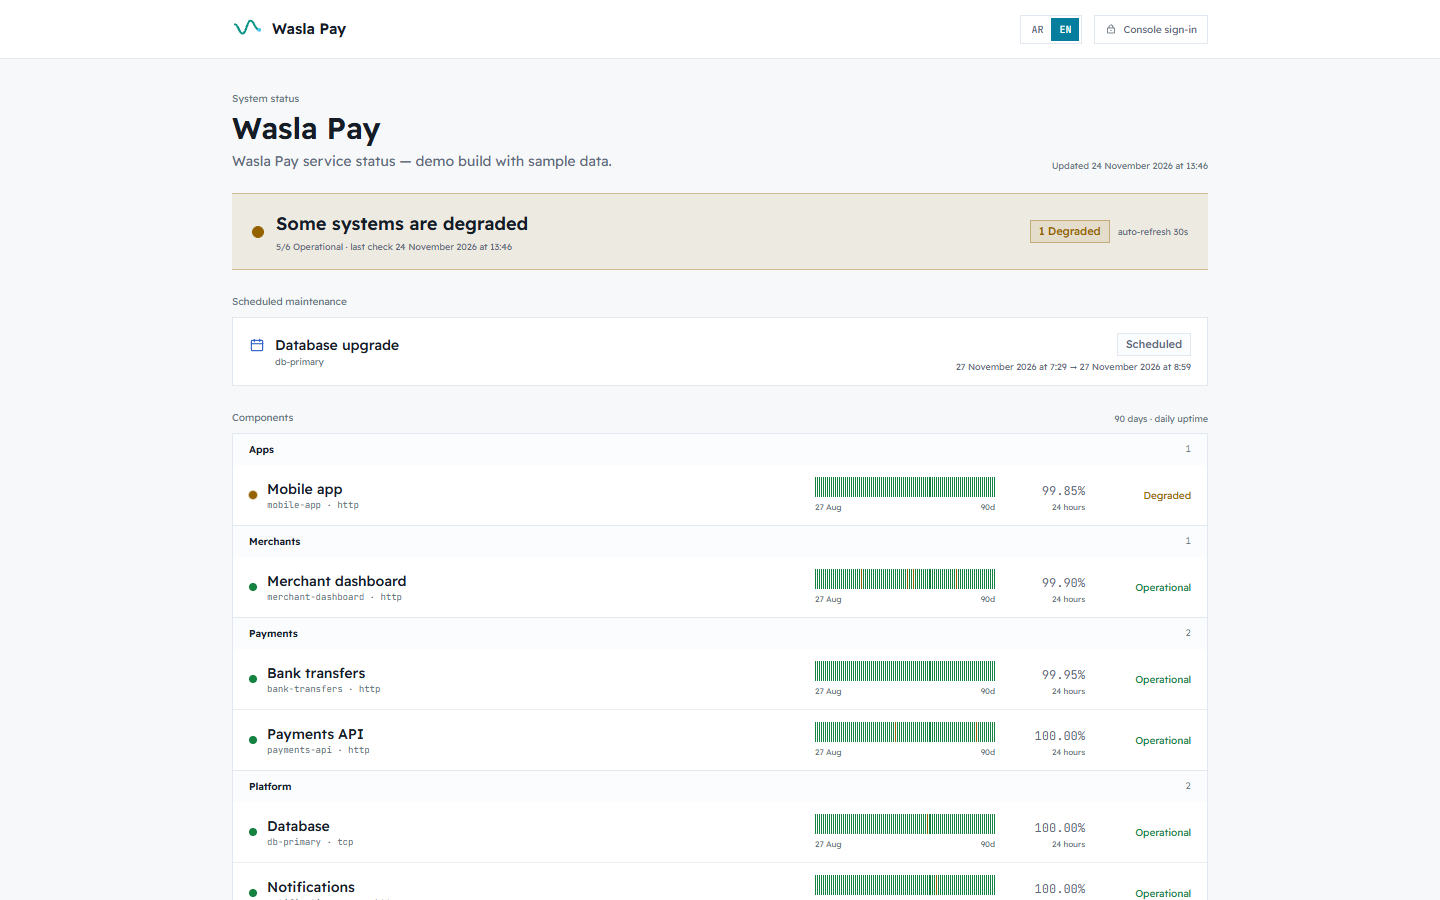 Wasla Pay
AR EN
Console sign-in
System status
Wasla Pay
Wasla Pay service status — demo build with sample data.
Updated 24 November 2026 at 13:46
Some systems are degraded
5/6 Operational · last check 24 November 2026 at 13:46
1 Degraded
auto-refresh 30s
Scheduled maintenance
Database upgrade
db-primary
Scheduled
27 November 2026 at 7:29 → 27 November 2026 at 8:59
Components
90 days · daily uptime
Apps 1
Mobile app
mobile-app · http
27 Aug 90d
99.85%
24 hours
Degraded
Merchants 1
Merchant dashboard
merchant-dashboard · http
27 Aug 90d
99.90%
24 hours
Operational
Payments 2
Bank transfers
bank-transfers · http
27 Aug 90d
99.95%
24 hours
Operational
Payments API
payments-api · http
27 Aug 90d
100.00%
24 hours
Operational
Platform 2
Database
db-primary · tcp
27 Aug 90d
100.00%
24 hours
Operational
Notifications
100.00%
Operational